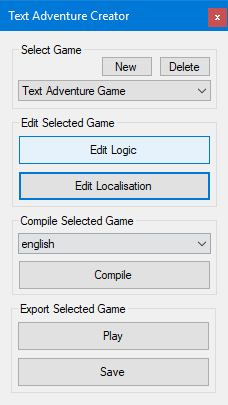 Text Adventure Creator
x
Select Game
New Delete
Text Adventure Game
Edit Selected Game
Edit Logic
Edit Localisation
Compile Selected Game
english
Compile
Export Selected Game
Play
Save